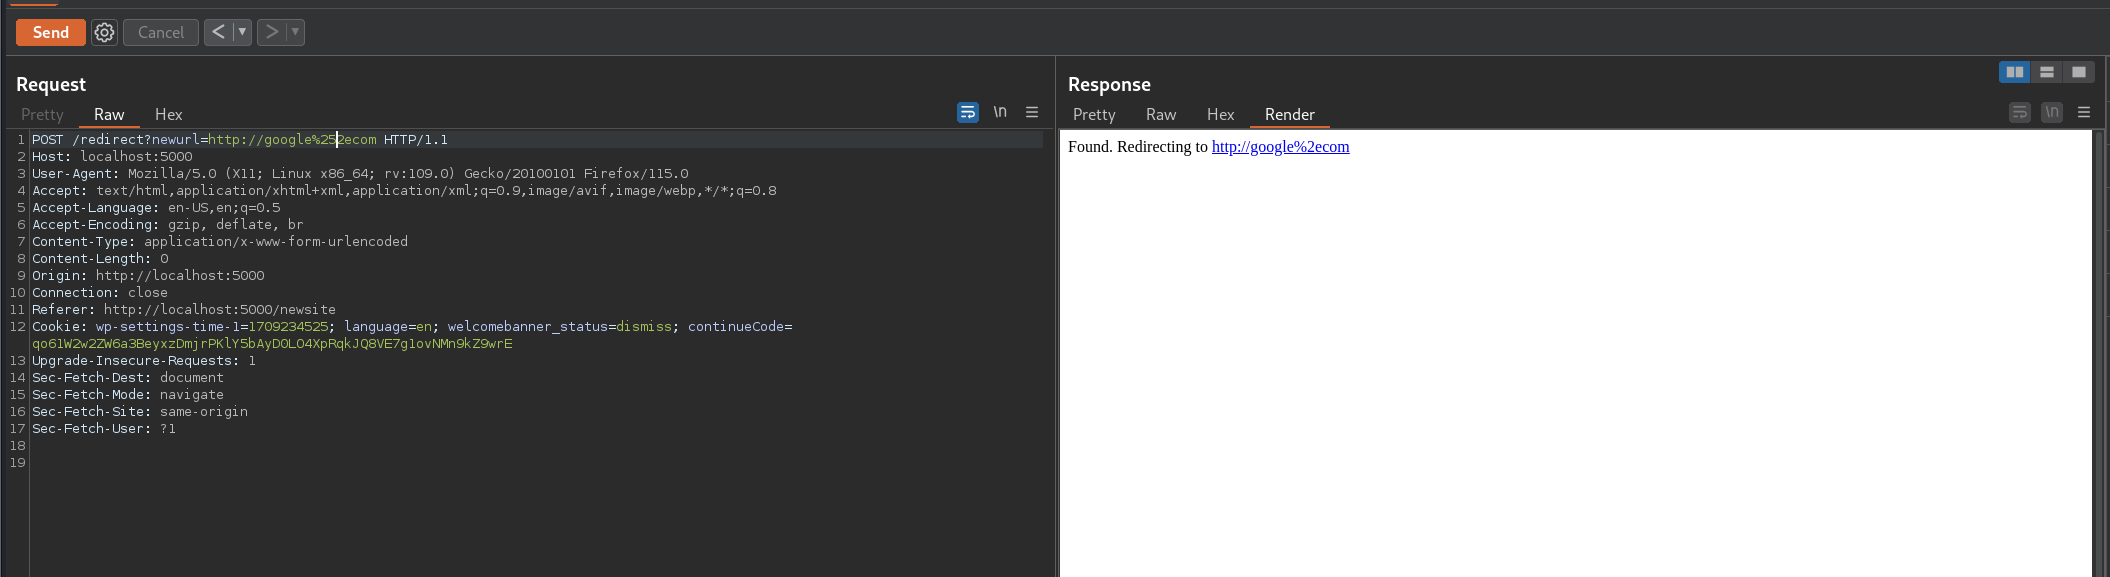 Send Cancel < >
Request
Pretty Raw Hex \n
1 POST /redirect?newurl=http://google%252ecom HTTP/1.1
2 Host: localhost:5000
3 User-Agent: Mozilla/5.0 (X11; Linux x86_64; rv:109.0) Gecko/20100101 Firefox/115.0
4 Accept: text/html,application/xhtml+xml,application/xml;q=0.9,image/avif,image/webp,*/*;q=0.8
5 Accept-Language: en-US,en;q=0.5
6 Accept-Encoding: gzip, deflate, br
7 Content-Type: application/x-www-form-urlencoded
8 Content-Length: 0
9 Origin: http://localhost:5000
10 Connection: close
11 Referer: http://localhost:5000/newsite
12 Cookie: wp-settings-time-1=1709234525; language=en; welcomebanner_status=dismiss; continueCode=
qo61W2w2ZW6a3BeyxzDmjrPKlY5bAyDOLO4XpRqkJQ8VE7g1ovNMn9kZ9wrE
13 Upgrade-Insecure-Requests: 1
14 Sec-Fetch-Dest: document
15 Sec-Fetch-Mode: navigate
16 Sec-Fetch-Site: same-origin
17 Sec-Fetch-User: ?1
18
19
Response
Pretty Raw Hex Render \n
Found. Redirecting to http://google%2ecom